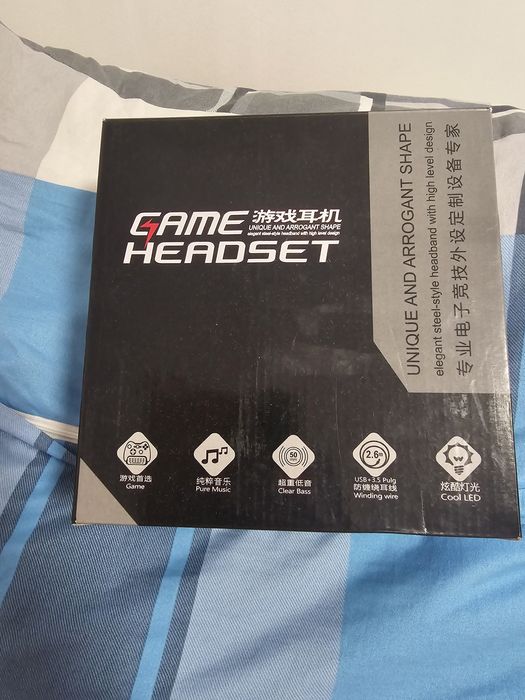 GAME 游戏耳机
UNIQUE AND ARROGANT SHAPE
elegant steel-style headband with high level design
HEADSET
UNIQUE AND ARROGANT SHAPE
elegant steel-style headband with high level design
专业电子竞技外设定制设备专家
游戏首选
Game
纯粹音乐
Pure Music
50
超重低音
Clear Bass
2.6m
USB+3.5 Pulg
防缠绕耳线
Winding wire
炫酷灯光
Cool LED